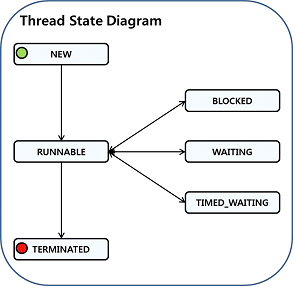 Thread State Diagram
NEW
BLOCKED
RUNNABLE
WAITING
TIMED_WAITING
TERMINATED